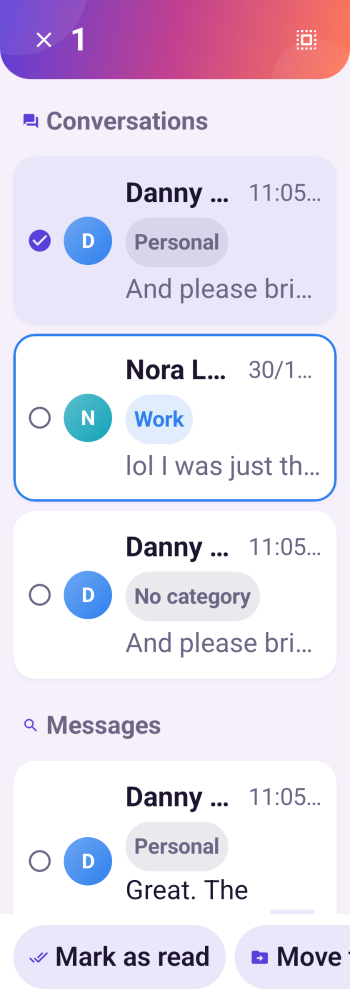 1
Conversations
Danny ... 11:05...
D
Personal
And please bri...
Nora L... 30/1...
N
Work
lol I was just th...
Danny ... 11:05...
D
No category
And please bri...
Messages
Danny ... 11:05...
D
Personal
Great. The
Mark as read
Move